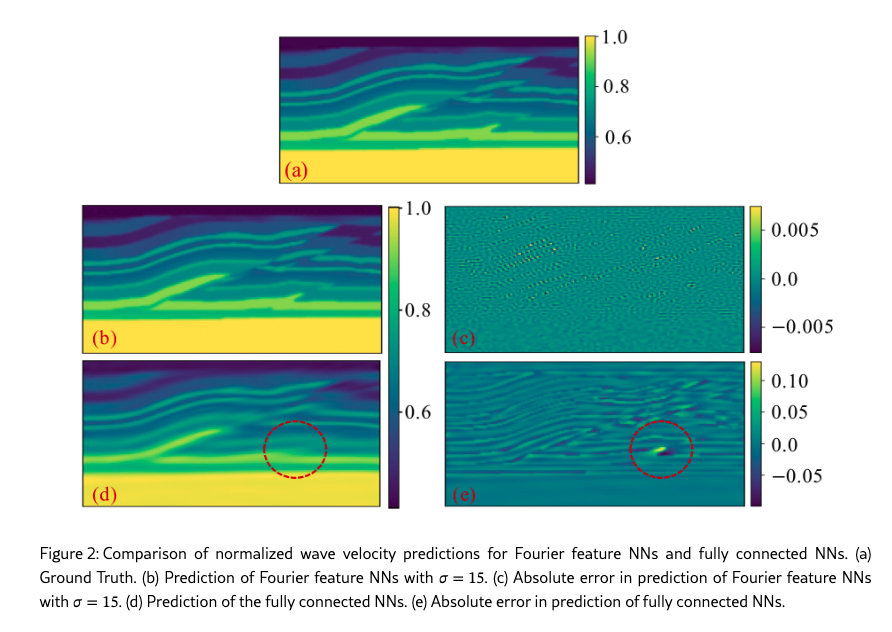 1.0
0.8
0.6
(a)
1.0
0.8
0.6
(b)
0.005
0.0
−0.005
(c)
(d)
0.10
0.05
0.0
−0.05
(e)
Figure 2: Comparison of normalized wave velocity predictions for Fourier feature NNs and fully connected NNs. (a)
Ground Truth. (b) Prediction of Fourier feature NNs with σ = 15. (c) Absolute error in prediction of Fourier feature NNs
with σ = 15. (d) Prediction of the fully connected NNs. (e) Absolute error in prediction of fully connected NNs.